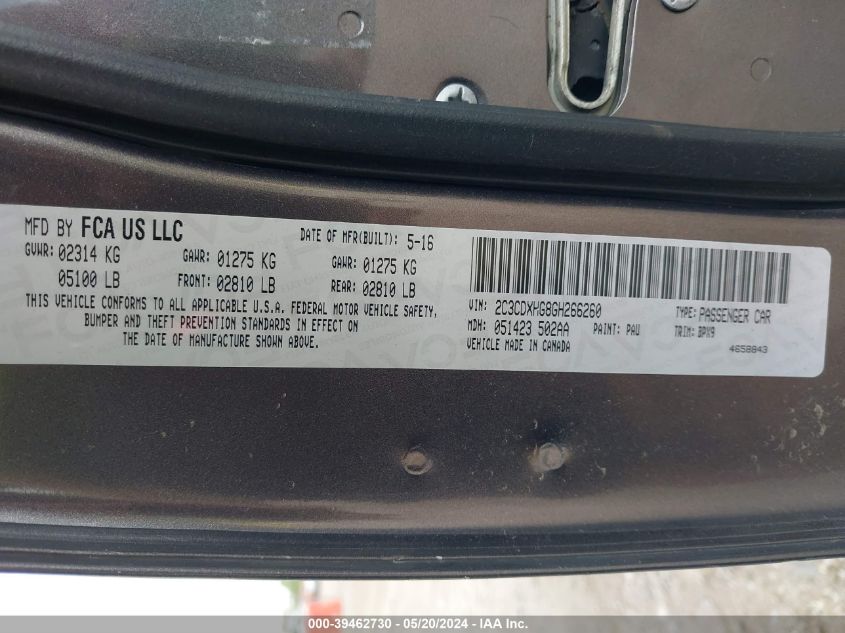 MFD BY FCA US LLC
DATE OF MFR(BUILT): 5-16
GVWR: 02314 KG GAWR: 01275 KG GAWR: 01275 KG
05100 LB FRONT: 02810 LB REAR: 02810 LB
THIS VEHICLE CONFORMS TO ALL APPLICABLE U.S.A. FEDERAL MOTOR VEHICLE SAFETY,
BUMPER AND THEFT PREVENTION STANDARDS IN EFFECT ON
THE DATE OF MANUFACTURE SHOWN ABOVE.
VIN: 2C3CDXHG8GH266260 TYPE: PASSENGER CAR
MDH: 051423 502AA PAINT: PAU TRIM: BPX9
VEHICLE MADE IN CANADA 4658843
000-39462730 - 05/20/2024 - IAA Inc.